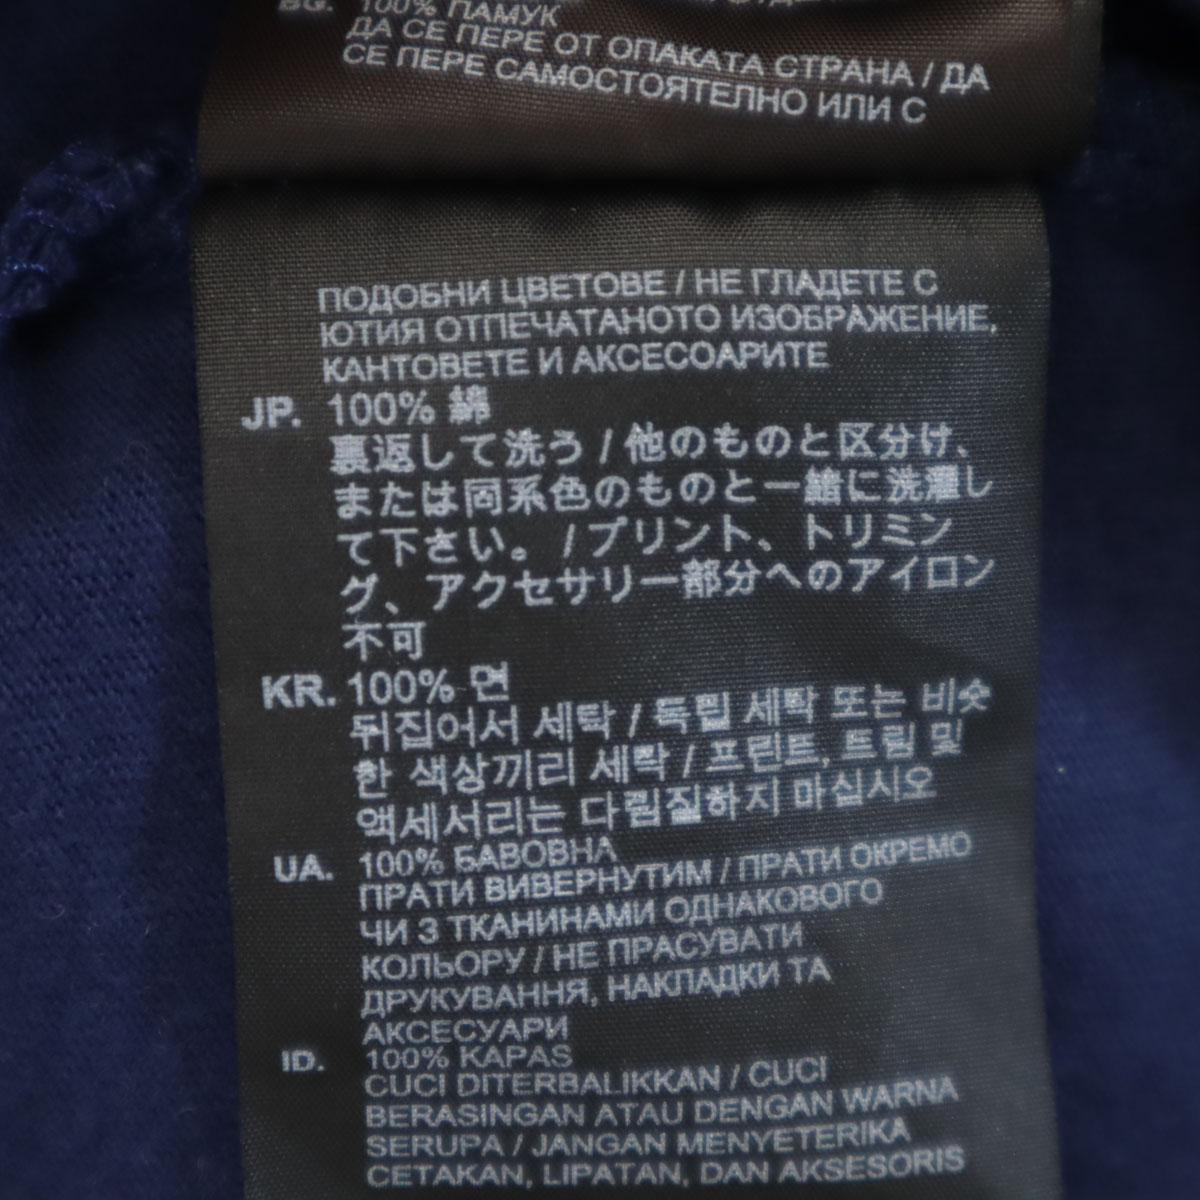 BG. 100% ПАМУК
ДА СЕ ПЕРЕ ОТ ОПАКАТА СТРАНА / ДА
СЕ ПЕРЕ САМОСТОЯТЕЛНО ИЛИ С
ПОДОБНИ ЦВЕТОВЕ / НЕ ГЛАДЕТЕ С
ЮТИЯ ОТПЕЧАТАНОТО ИЗОБРАЖЕНИЕ,
КАНТОВЕТЕ И АКСЕСОАРИТЕ
JP. 100% 綿
裏返して洗う / 他のものと区分け、
または同系色のものと一緒に洗濯し
て下さい。 / プリント、トリミン
グ、アクセサリー部分へのアイロン
不可
KR. 100% 면
뒤집어서 세탁 / 독립 세탁 또는 비슷
한 색상끼리 세탁 / 프린트, 트림 및
액세서리는 다림질하지 마십시오
UA. 100% БАВОВНА
ПРАТИ ВИВЕРНУТИМ / ПРАТИ ОКРЕМО
ЧИ З ТКАНИНАМИ ОДНАКОВОГО
КОЛЬОРУ / НЕ ПРАСУВАТИ
ДРУКУВАННЯ, НАКЛАДКИ ТА
АКСЕСУАРИ
ID. 100% KAPAS
CUCI DITERBALIKKAN / CUCI
BERASINGAN ATAU DENGAN WARNA
SERUPA / JANGAN MENYETERIKA
CETAKAN, LIPATAN, DAN AKSESORIS